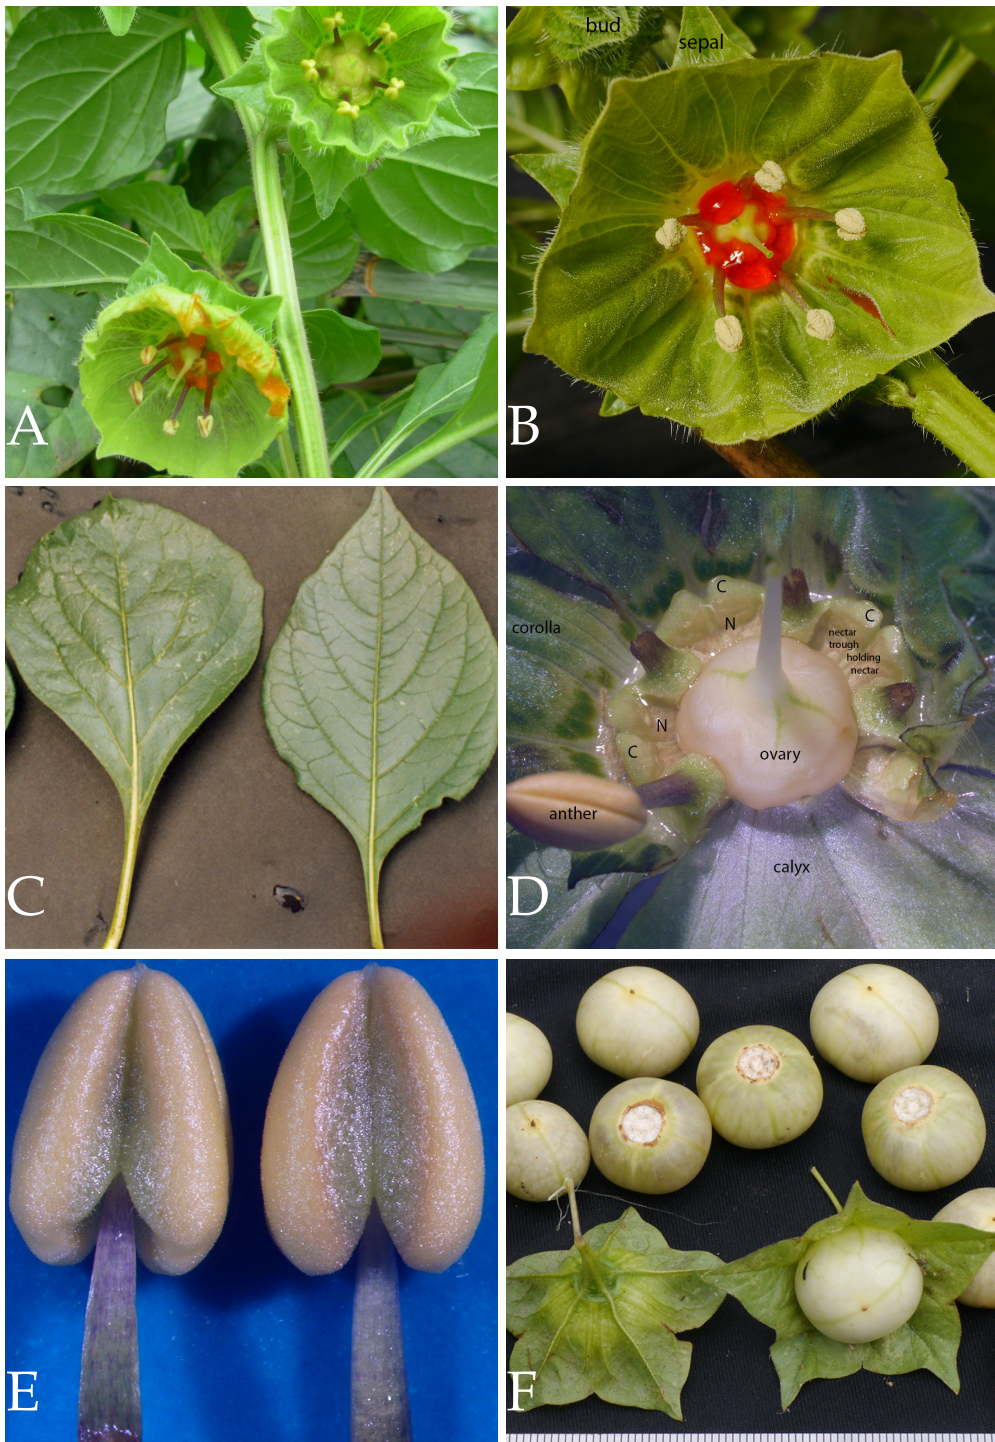 bud
sepal
A
B
C
C
N
corolla
nectar
trough
holding
nectar
N
C
ovary
anther
calyx
C
D
E
F